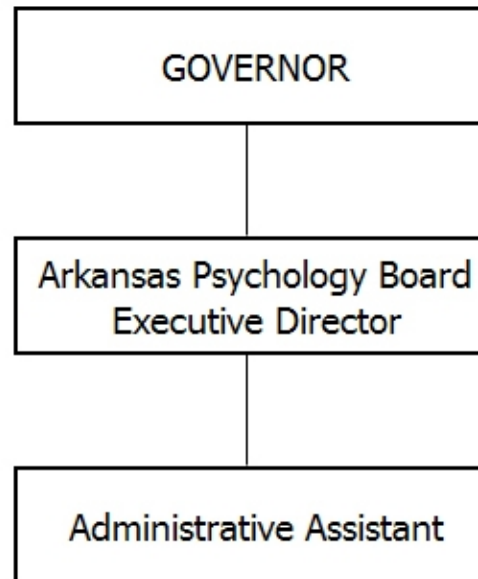 GOVERNOR
Arkansas Psychology Board
Executive Director
Administrative Assistant